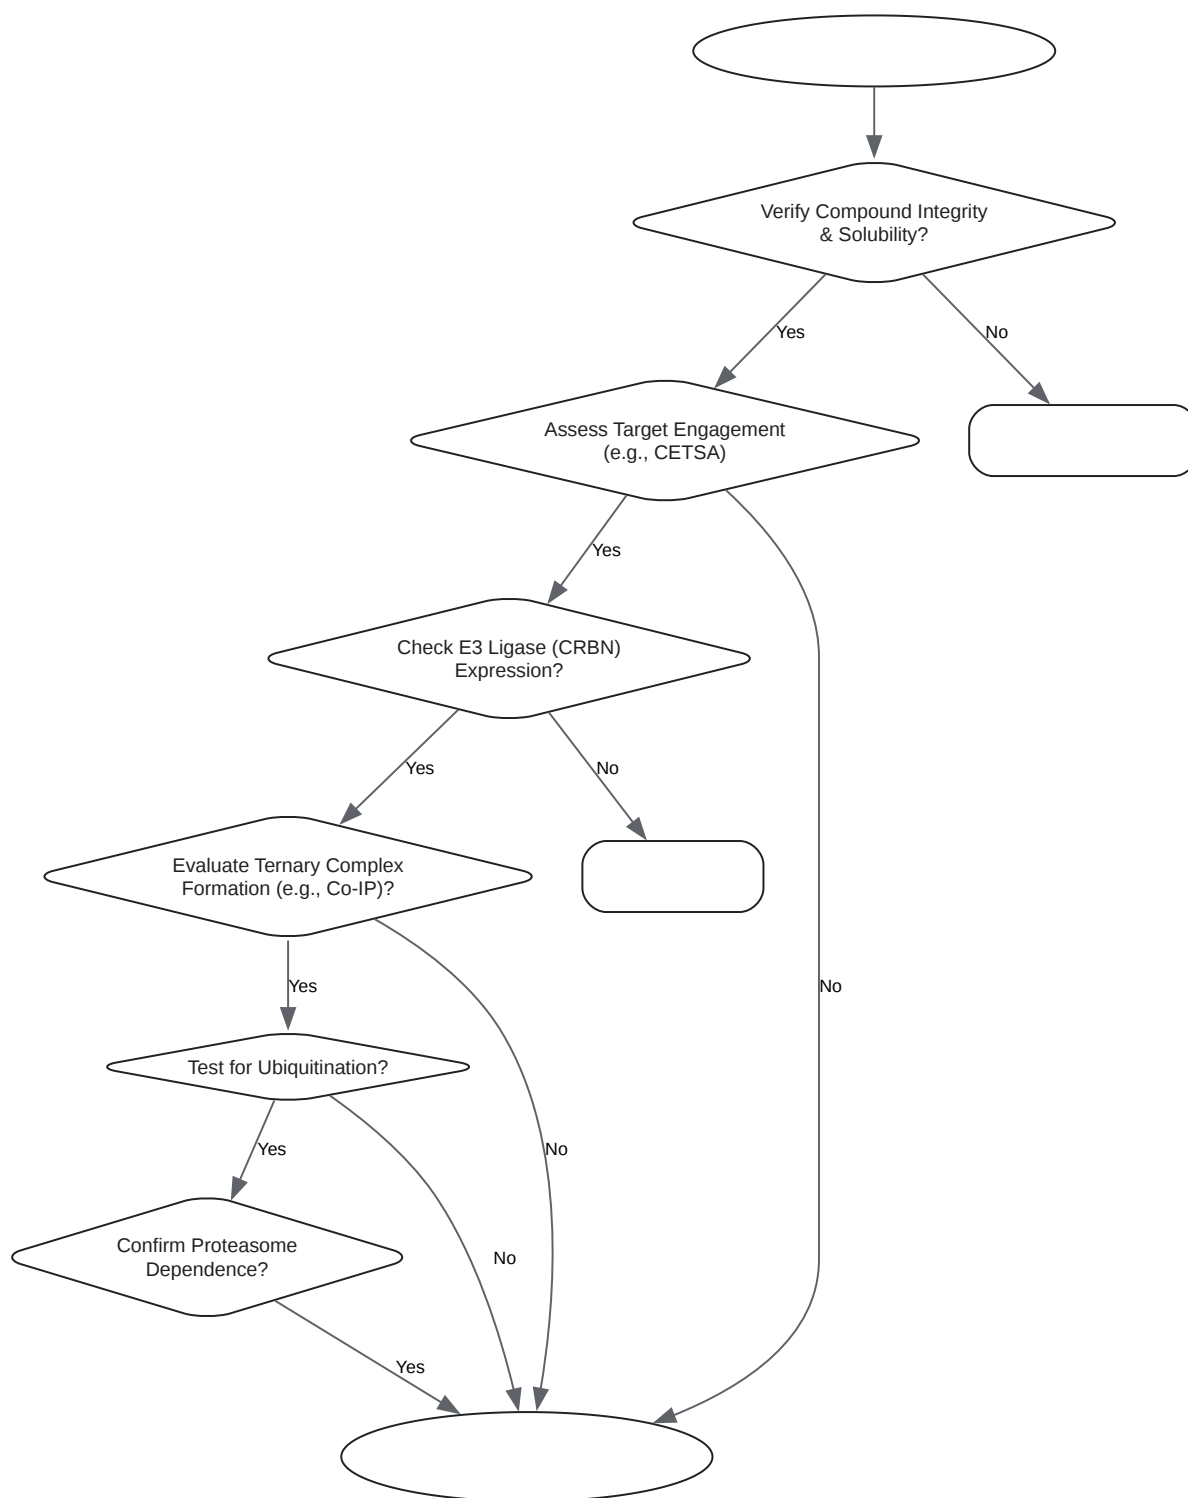 Verify Compound Integrity
& Solubility?
Yes
No
Assess Target Engagement
(e.g., CETSA)
Yes
Check E3 Ligase (CRBN)
Expression?
Yes
No
Evaluate Ternary Complex
Formation (e.g., Co-IP)?
Yes
No
Test for Ubiquitination?
Yes
No
Confirm Proteasome
Dependence?
No
Yes